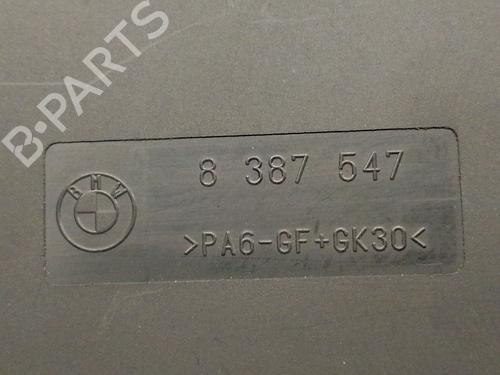 B-PARTS
8 387 547
BMW
>PA6-GF+GK30<